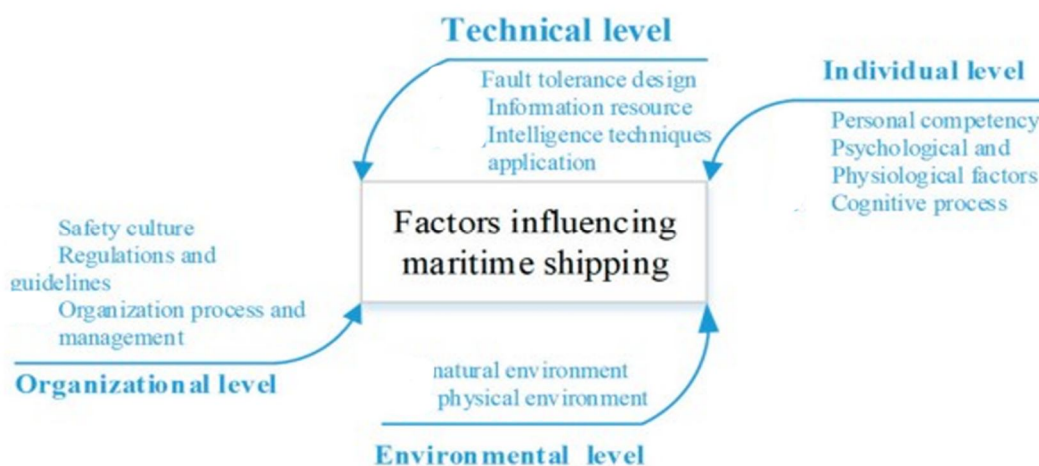 Technical level
Fault tolerance design
Information resource
Intelligence techniques
application
Individual level
Personal competency
Psychological and
Physiological factors
Cognitive process
Factors influencing
maritime shipping
Safety culture
Regulations and
guidelines
Organization process and
management
Organizational level
natural environment
physical environment
Environmental level